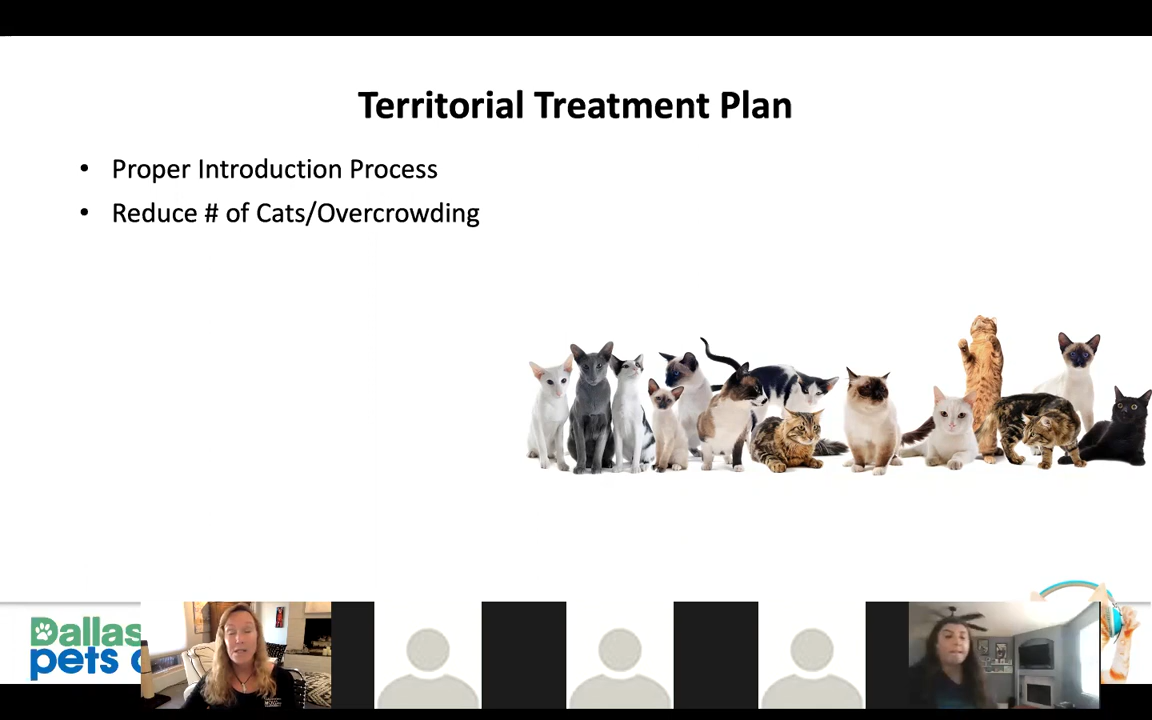 Territorial Treatment Plan
• Proper Introduction Process
• Reduce # of Cats/Overcrowding
Dallas
pets